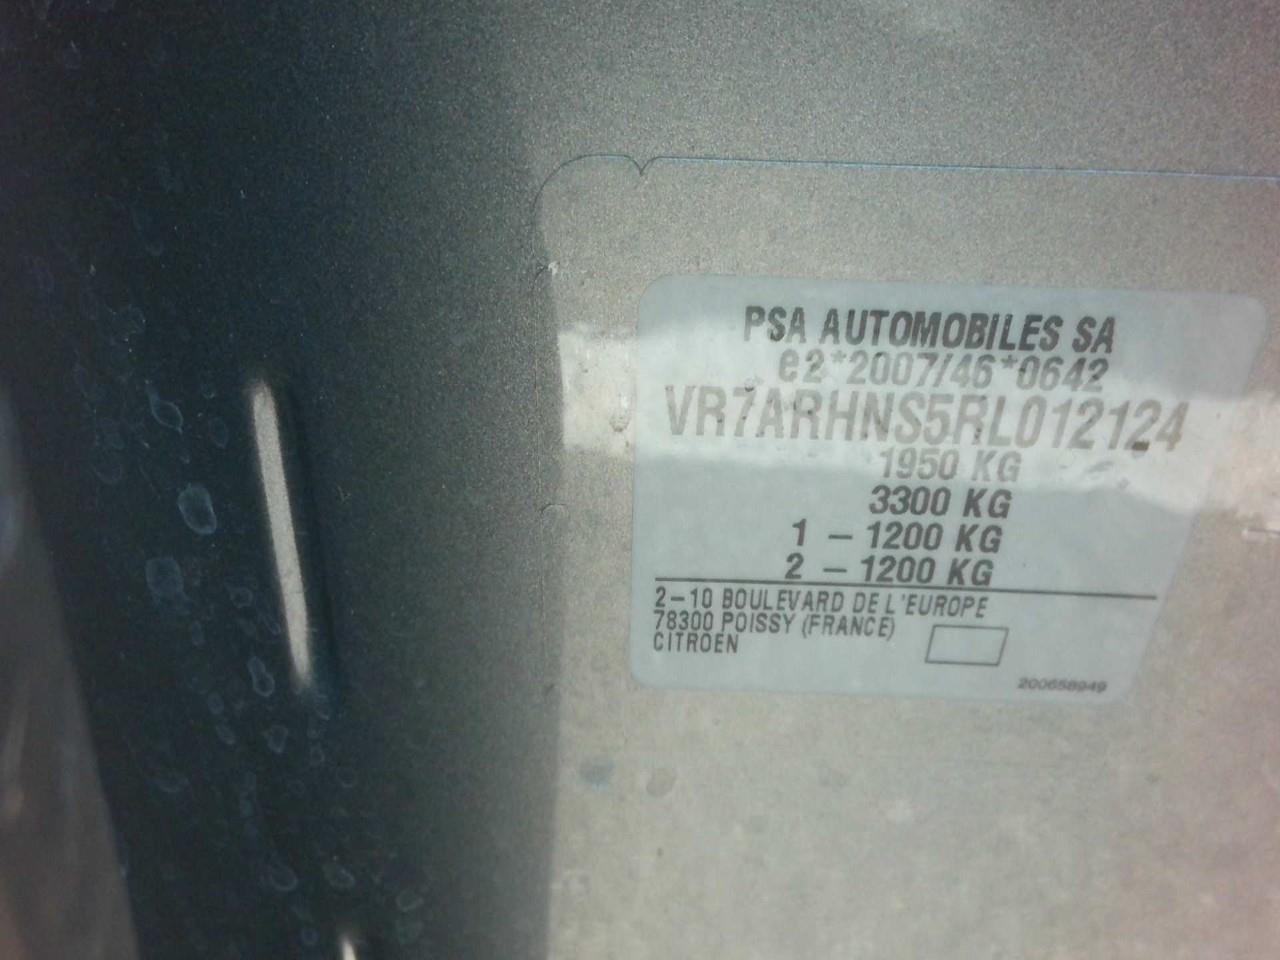 PSA AUTOMOBILES SA
e2*2007/46*0642
VR7ARHNS5RL012124
1950 KG
3300 KG
1 – 1200 KG
2 – 1200 KG
2–10 BOULEVARD DE L'EUROPE
78300 POISSY (FRANCE)
CITROEN
200658949